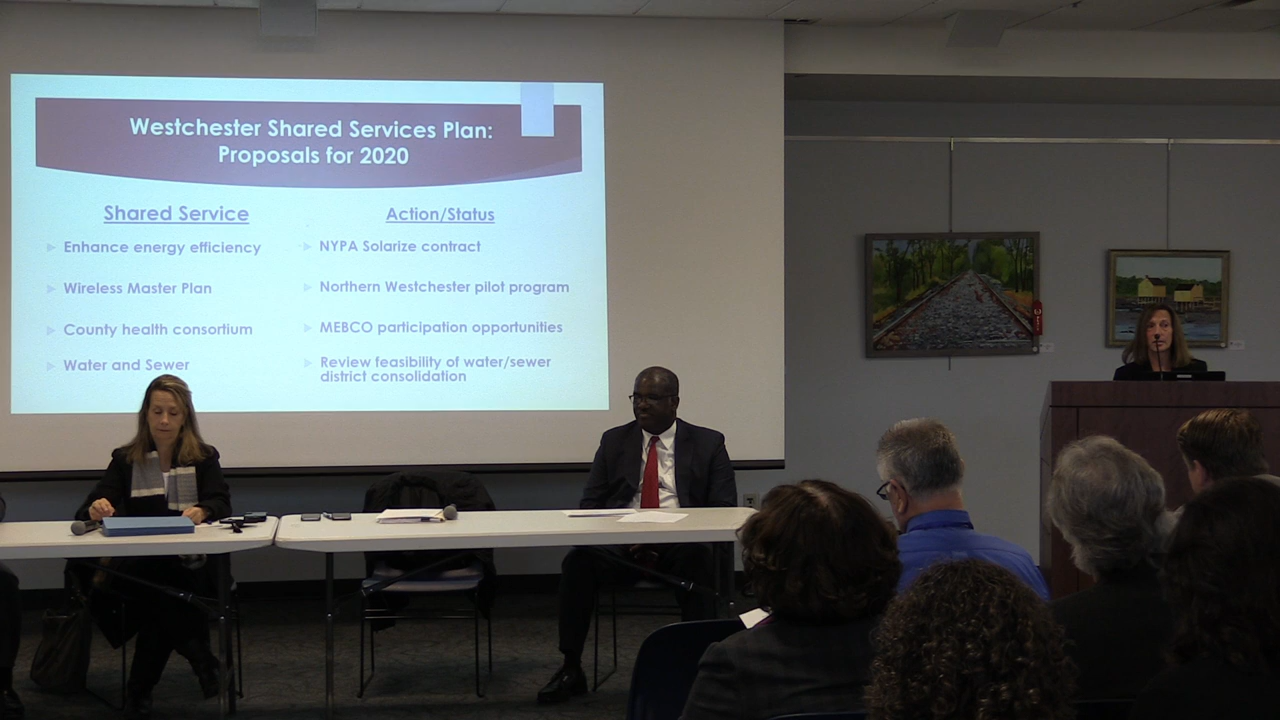 Westchester Shared Services Plan:
Proposals for 2020
Shared Service
Action/Status
Enhance energy efficiency
NYPA Solarize contract
Wireless Master Plan
Northern Westchester pilot program
County health consortium
MEBCO participation opportunities
Water and Sewer
Review feasibility of water/sewer
district consolidation